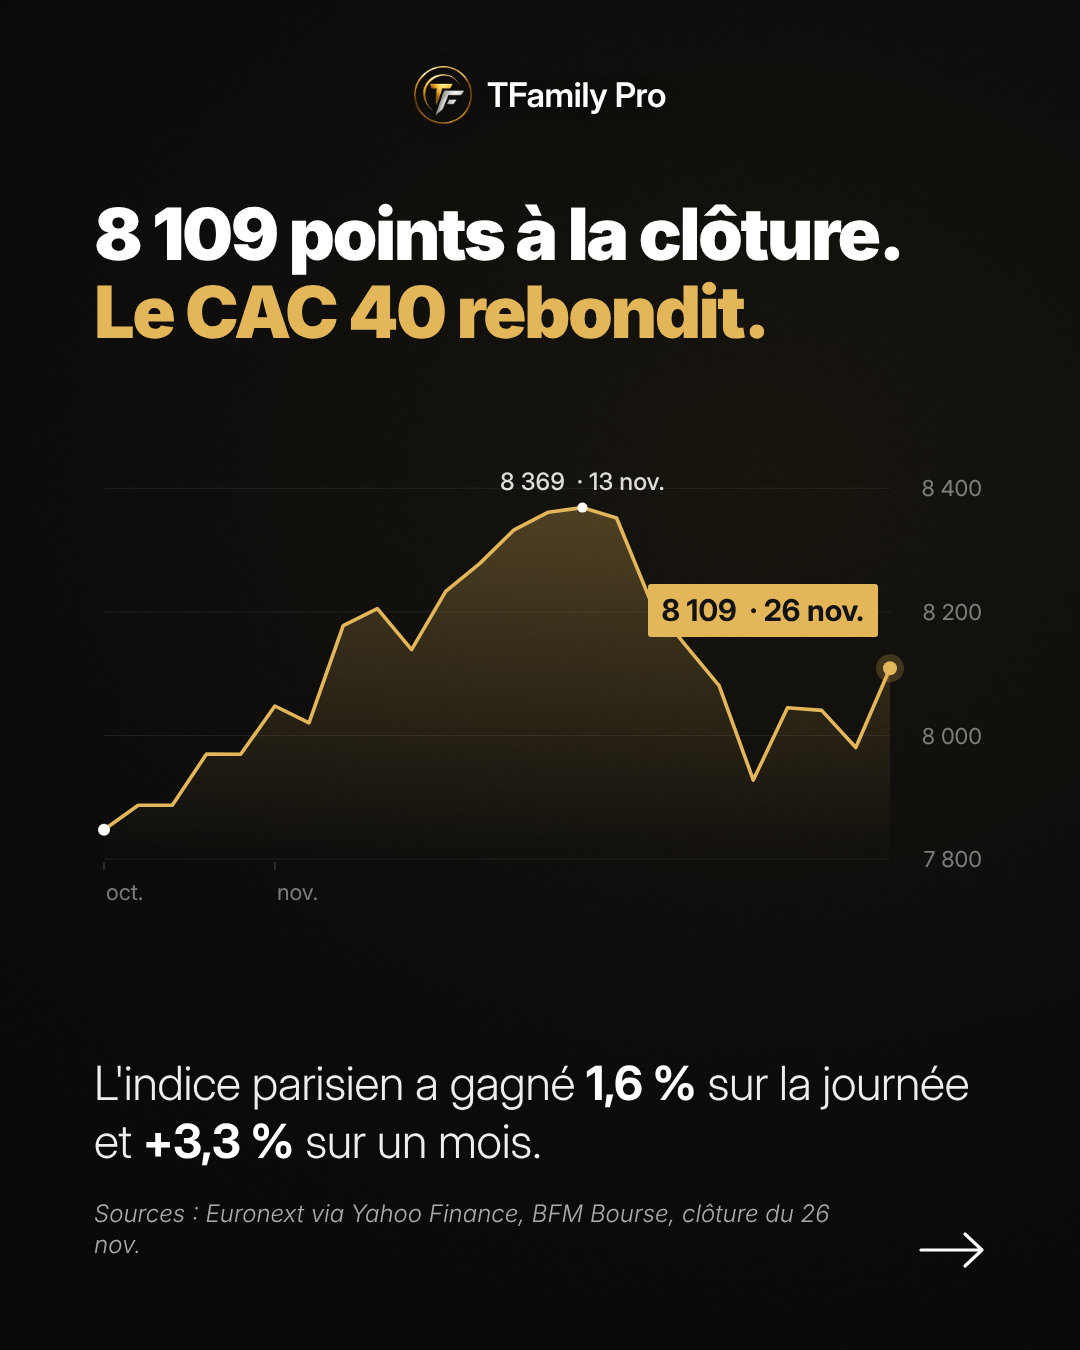 TF TFamily Pro
8 109 points à la clôture.
Le CAC 40 rebondit.
8 369 · 13 nov.
8 400
8 109 · 26 nov.
8 200
8 000
7 800
oct. nov.
L'indice parisien a gagné 1,6 % sur la journée
et +3,3 % sur un mois.
Sources : Euronext via Yahoo Finance, BFM Bourse, clôture du 26
nov.